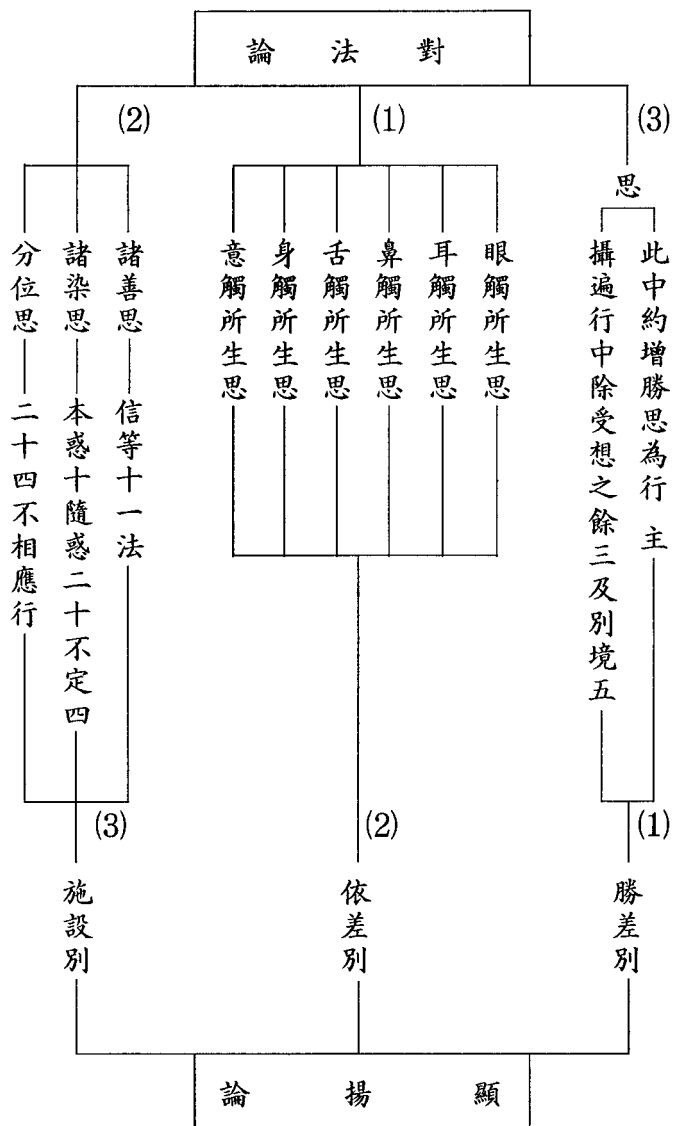 對法論
(3)
(1)
(2)
思
此中約增勝思為行 主
攝遍行中除受想之餘三及別境五
眼觸所生思
耳觸所生思
鼻觸所生思
舌觸所生思
身觸所生思
意觸所生思
諸善思
信等十一法
諸染思
本惑十隨惑二十不定四
分位思
二十四不相應行
(1)
(2)
(3)
勝差別
依差別
施設別
顯揚論